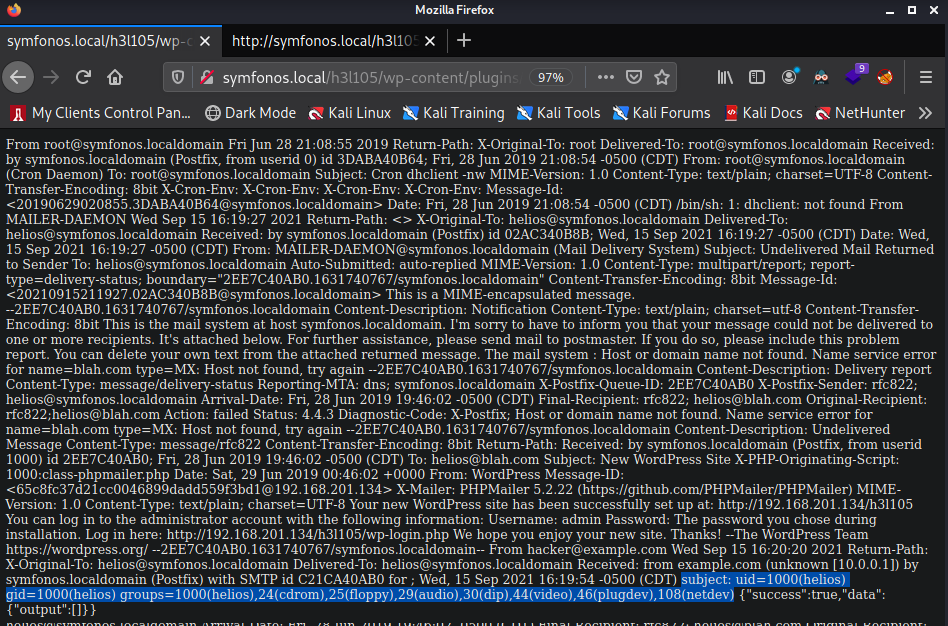 Mozilla Firefox
symfonos.local/h3l105/wp-c
http://symfonos.local/h3l105
symfonos.local/h3l105/wp-content/plugins
97%
9
My Clients Control Pan...
Dark Mode
Kali Linux
Kali Training
Kali Tools
Kali Forums
Kali Docs
NetHunter
From root@symfonos.localdomain Fri Jun 28 21:08:55 2019 Return-Path: X-Original-To: root Delivered-To: root@symfonos.localdomain Received:
by symfonos.localdomain (Postfix, from userid 0) id 3DABA40B64; Fri, 28 Jun 2019 21:08:54 -0500 (CDT) From: root@symfonos.localdomain
(Cron Daemon) To: root@symfonos.localdomain Subject: Cron dhclient -nw MIME-Version: 1.0 Content-Type: text/plain; charset=UTF-8 Content-
Transfer-Encoding: 8bit X-Cron-Env: X-Cron-Env: X-Cron-Env: X-Cron-Env: Message-Id:
<20190629020855.3DABA40B64@symfonos.localdomain> Date: Fri, 28 Jun 2019 21:08:54 -0500 (CDT) /bin/sh: 1: dhclient: not found From
MAILER-DAEMON Wed Sep 15 16:19:27 2021 Return-Path: <> X-Original-To: helios@symfonos.localdomain Delivered-To:
helios@symfonos.localdomain Received: by symfonos.localdomain (Postfix) id 02AC340B8B; Wed, 15 Sep 2021 16:19:27 -0500 (CDT) Date: Wed,
15 Sep 2021 16:19:27 -0500 (CDT) From: MAILER-DAEMON@symfonos.localdomain (Mail Delivery System) Subject: Undelivered Mail Returned
to Sender To: helios@symfonos.localdomain Auto-Submitted: auto-replied MIME-Version: 1.0 Content-Type: multipart/report; report-
type=delivery-status; boundary="2EE7C40AB0.1631740767/symfonos.localdomain" Content-Transfer-Encoding: 8bit Message-Id:
<20210915211927.02AC340B8B@symfonos.localdomain> This is a MIME-encapsulated message.
--2EE7C40AB0.1631740767/symfonos.localdomain Content-Description: Notification Content-Type: text/plain; charset=utf-8 Content-Transfer-
Encoding: 8bit This is the mail system at host symfonos.localdomain. I'm sorry to have to inform you that your message could not be delivered to
one or more recipients. It's attached below. For further assistance, please send mail to postmaster. If you do so, please include this problem
report. You can delete your own text from the attached returned message. The mail system : Host or domain name not found. Name service error
for name=blah.com type=MX: Host not found, try again --2EE7C40AB0.1631740767/symfonos.localdomain Content-Description: Delivery report
Content-Type: message/delivery-status Reporting-MTA: dns; symfonos.localdomain X-Postfix-Queue-ID: 2EE7C40AB0 X-Postfix-Sender: rfc822;
helios@symfonos.localdomain Arrival-Date: Fri, 28 Jun 2019 19:46:02 -0500 (CDT) Final-Recipient: rfc822; helios@blah.com Original-Recipient:
rfc822;helios@blah.com Action: failed Status: 4.4.3 Diagnostic-Code: X-Postfix; Host or domain name not found. Name service error for
name=blah.com type=MX: Host not found, try again --2EE7C40AB0.1631740767/symfonos.localdomain Content-Description: Undelivered
Message Content-Type: message/rfc822 Content-Transfer-Encoding: 8bit Return-Path: Received: by symfonos.localdomain (Postfix, from userid
1000) id 2EE7C40AB0; Fri, 28 Jun 2019 19:46:02 -0500 (CDT) To: helios@blah.com Subject: New WordPress Site X-PHP-Originating-Script:
1000:class-phpmailer.php Date: Sat, 29 Jun 2019 00:46:02 +0000 From: WordPress Message-ID:
<65c8fc37d21cc0046899dadd559f3bd1@192.168.201.134> X-Mailer: PHPMailer 5.2.22 (https://github.com/PHPMailer/PHPMailer) MIME-
Version: 1.0 Content-Type: text/plain; charset=UTF-8 Your new WordPress site has been successfully set up at: http://192.168.201.134/h3l105
You can log in to the administrator account with the following information: Username: admin Password: The password you chose during
installation. Log in here: http://192.168.201.134/h3l105/wp-login.php We hope you enjoy your new site. Thanks! --The WordPress Team
https://wordpress.org/ --2EE7C40AB0.1631740767/symfonos.localdomain-- From hacker@example.com Wed Sep 15 16:20:20 2021 Return-Path:
X-Original-To: helios@symfonos.localdomain Delivered-To: helios@symfonos.localdomain Received: from example.com (unknown [10.0.0.1]) by
symfonos.localdomain (Postfix) with SMTP id C21CA40AB0 for ; Wed, 15 Sep 2021 16:19:54 -0500 (CDT) subject: uid=1000(helios)
gid=1000(helios) groups=1000(helios),24(cdrom),25(floppy),29(audio),30(dip),44(video),46(plugdev),108(netdev) {"success":true,"data":
{"output":[]}}